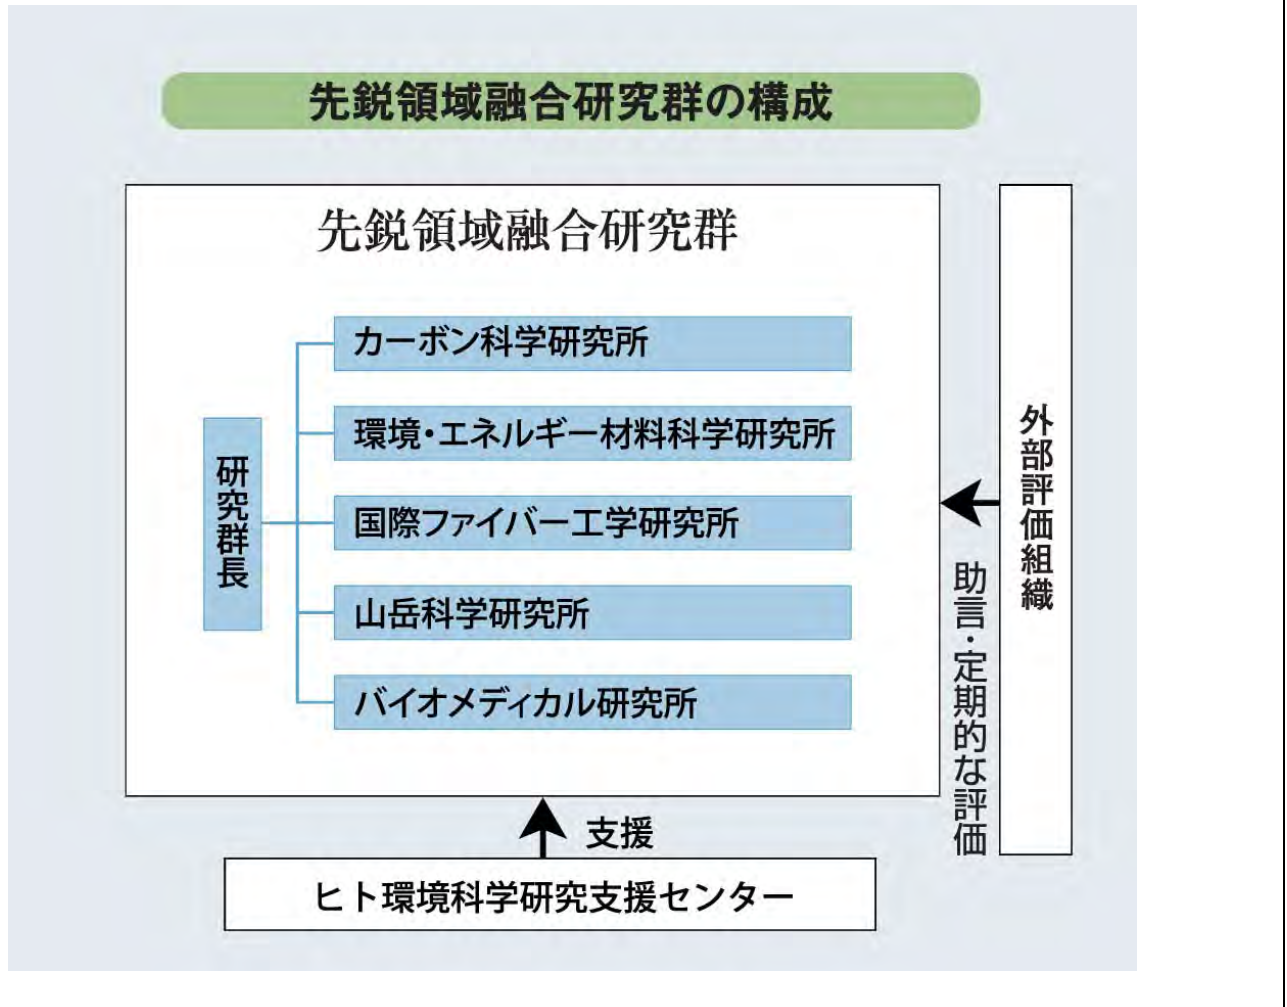 先鋭領域融合研究群の構成
先鋭領域融合研究群
研究群長
カーボン科学研究所
環境・エネルギー材料科学研究所
国際ファイバー工学研究所
山岳科学研究所
バイオメディカル研究所
外部評価組織
助言・定期的な評価
支援
ヒト環境科学研究支援センター